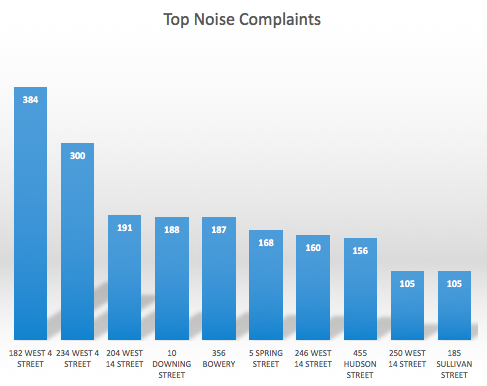 Top Noise Complaints
384
300
191
188
187
168
160
156
105
105
182 WEST 4
STREET
234 WEST 4
STREET
204 WEST
14 STREET
10
DOWNING
STREET
356
BOWERY
5 SPRING
STREET
246 WEST
14 STREET
455
HUDSON
STREET
250 WEST
14 STREET
185
SULLIVAN
STREET